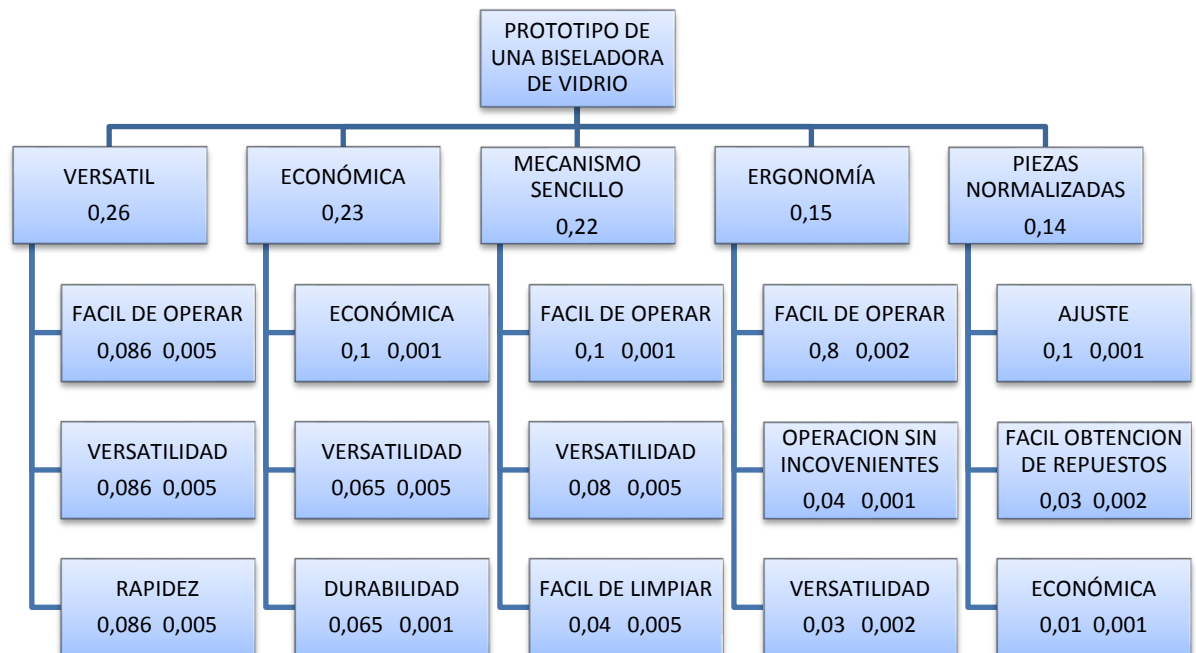 PROTOTIPO DE
UNA BISELADORA
DE VIDRIO
VERSATIL
0,26
ECONÓMICA
0,23
MECANISMO
SENCILLO
0,22
ERGONOMÍA
0,15
PIEZAS
NORMALIZADAS
0,14
FACIL DE OPERAR
0,086 0,005
ECONÓMICA
0,1 0,001
FACIL DE OPERAR
0,1 0,001
FACIL DE OPERAR
0,8 0,002
AJUSTE
0,1 0,001
VERSATILIDAD
0,086 0,005
VERSATILIDAD
0,065 0,005
VERSATILIDAD
0,08 0,005
OPERACION SIN
INCOVENIENTES
0,04 0,001
FACIL OBTENCION
DE REPUESTOS
0,03 0,002
RAPIDEZ
0,086 0,005
DURABILIDAD
0,065 0,001
FACIL DE LIMPIAR
0,04 0,005
VERSATILIDAD
0,03 0,002
ECONÓMICA
0,01 0,001